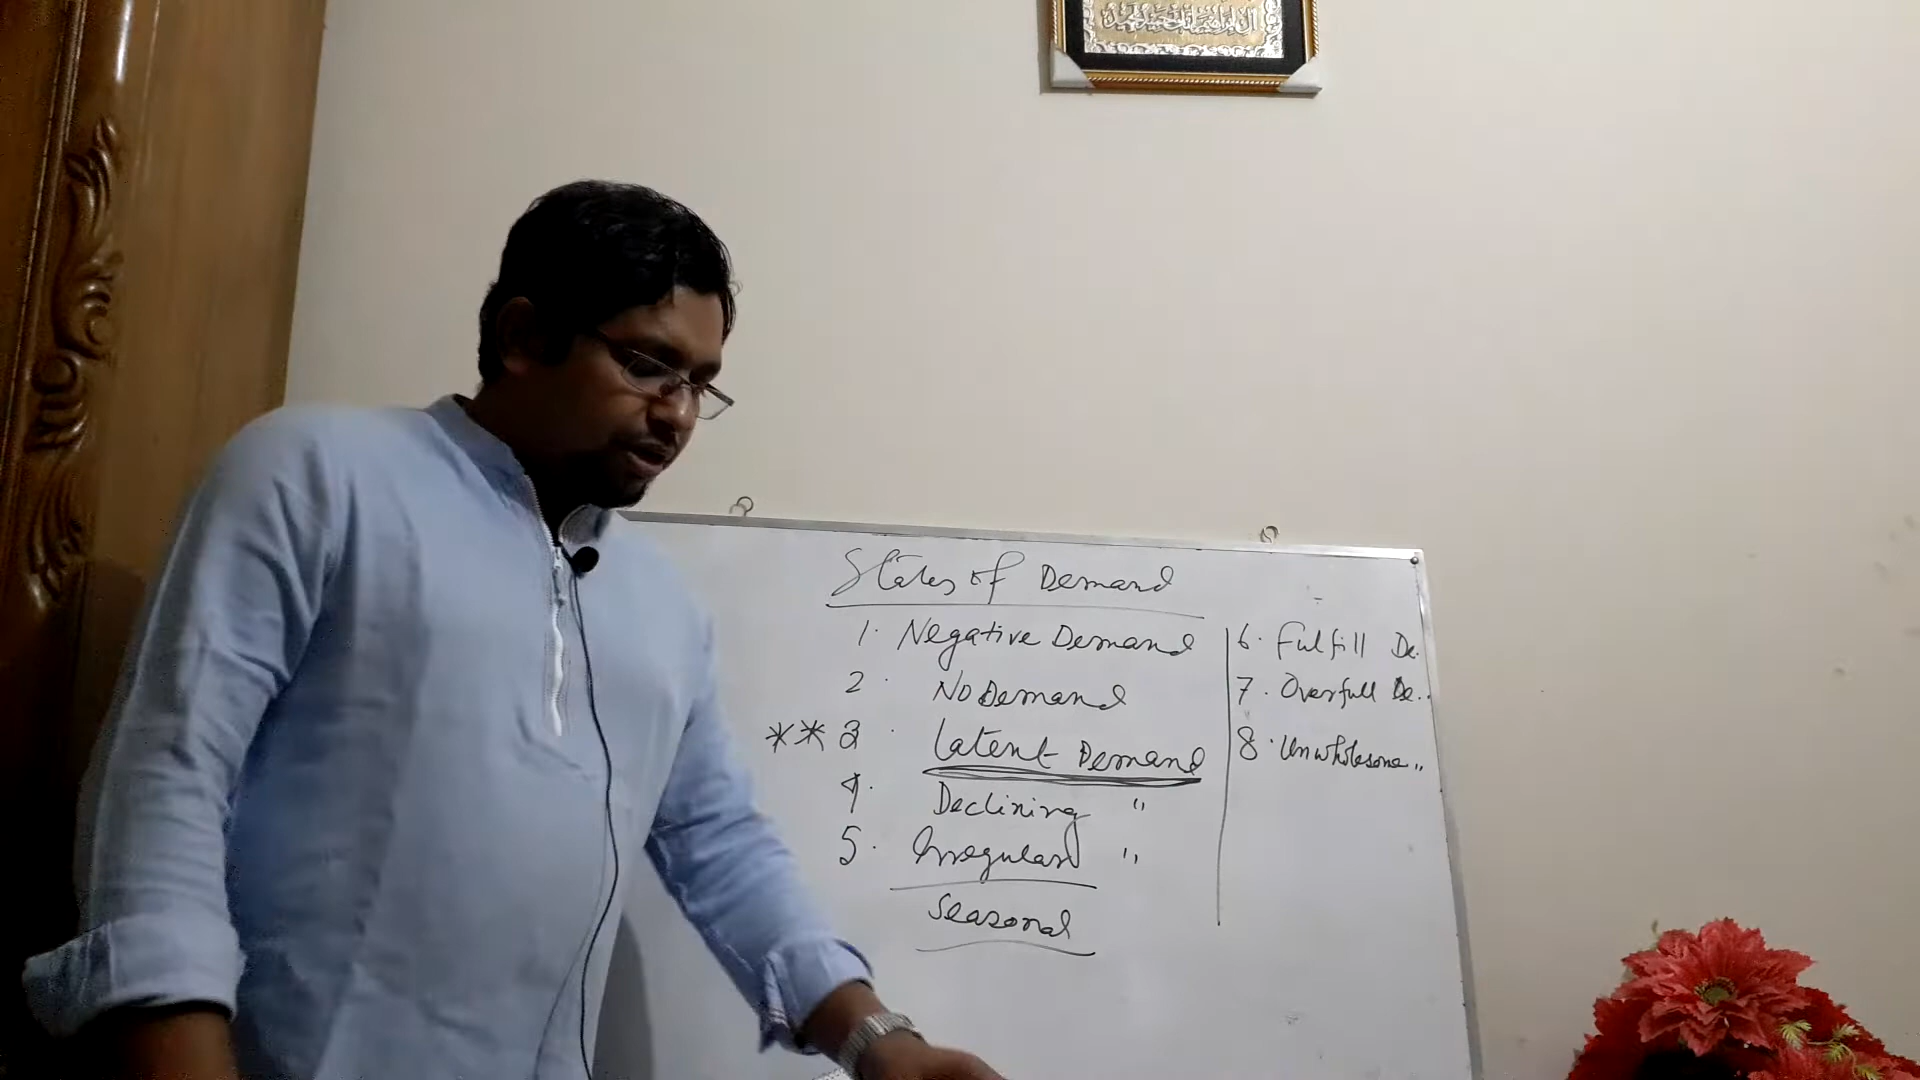 States of Demand
1. Negative Demand
2. No Demand
** 3. Latent Demand
4. Declining "
5. Irregular "
Seasonal
6. Fulfill De.
7. Overfull De..
8. Unwholesome "